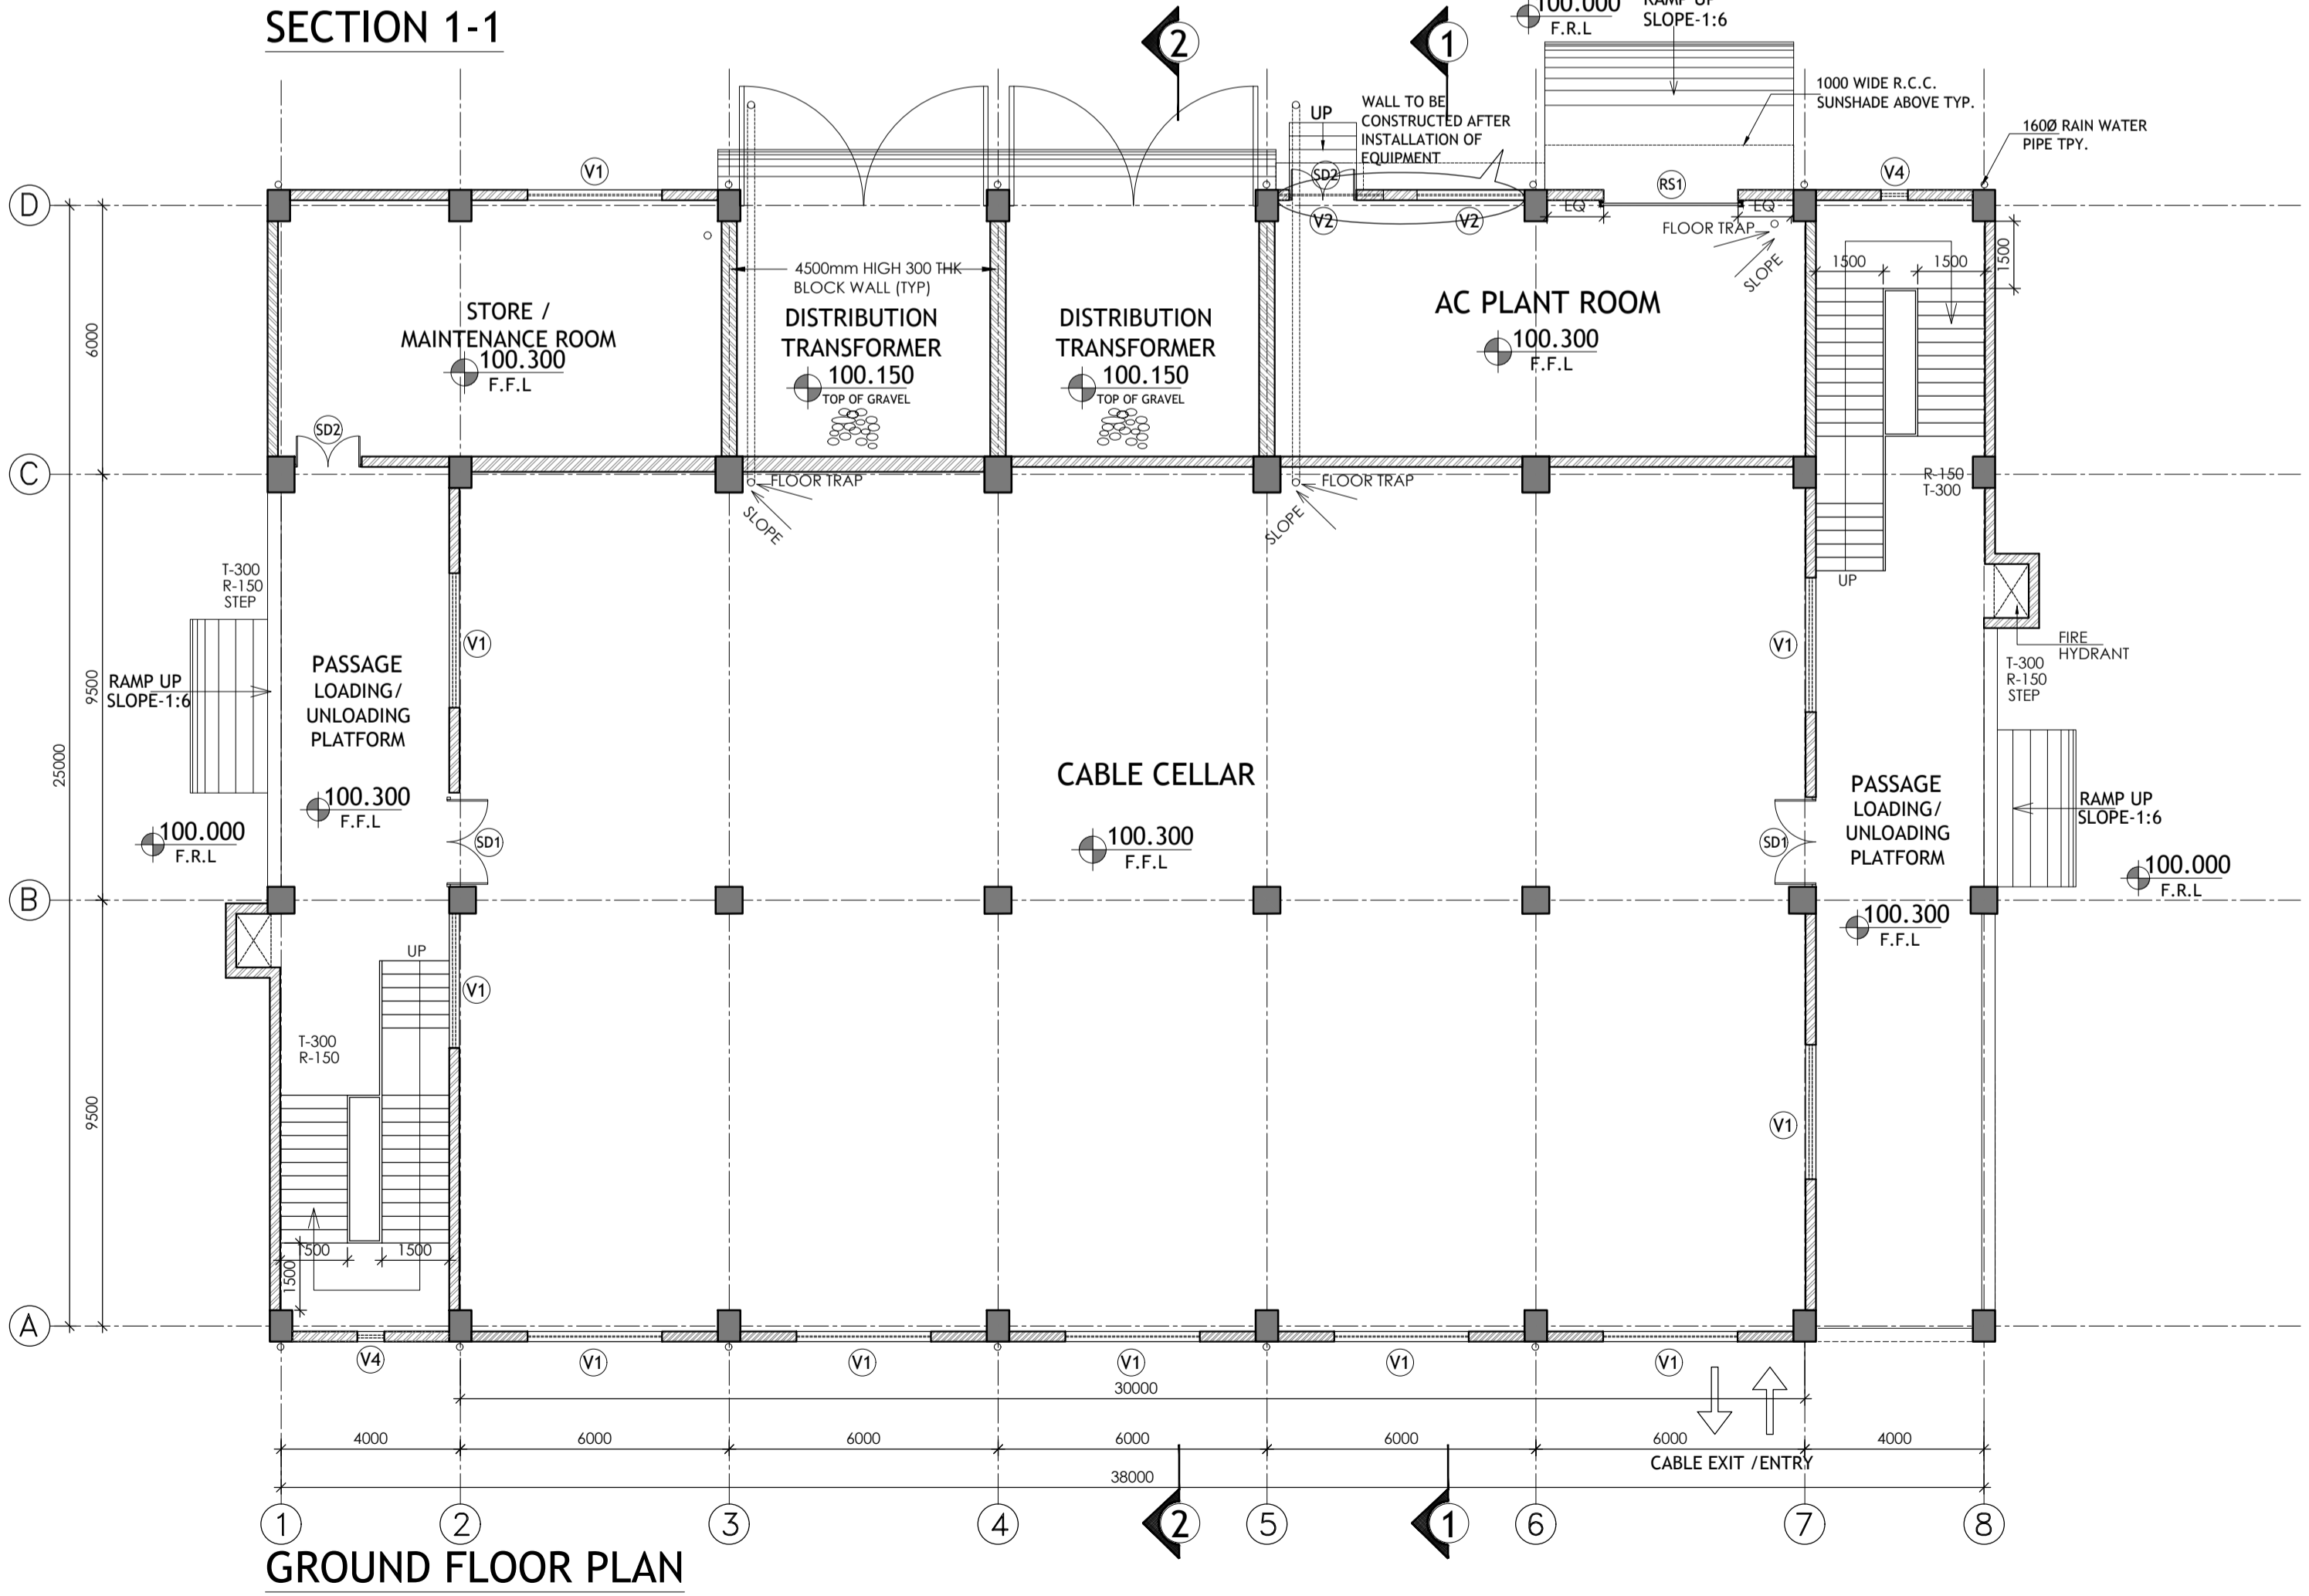 SECTION 1-1
2
1
100.000
F.R.L
RAMP UP
SLOPE-1:6
1000 WIDE R.C.C.
SUNSHADE ABOVE TYP.
160Ø RAIN WATER
PIPE TPY.
UP
WALL TO BE
CONSTRUCTED AFTER
INSTALLATION OF
EQUIPMENT
V1
SD2
RS1
V4
D
V2
V2
EQ
EQ
FLOOR TRAP
SLOPE
1500
1500
1500
4500mm HIGH 300 THK
BLOCK WALL (TYP)
STORE /
MAINTENANCE ROOM
100.300
F.F.L
DISTRIBUTION
TRANSFORMER
100.150
TOP OF GRAVEL
DISTRIBUTION
TRANSFORMER
100.150
TOP OF GRAVEL
AC PLANT ROOM
100.300
F.F.L
6000
SD2
C
FLOOR TRAP
SLOPE
FLOOR TRAP
SLOPE
R-150
T-300
UP
T-300
R-150
STEP
V1
V1
FIRE
HYDRANT
T-300
R-150
STEP
RAMP UP
SLOPE-1:6
PASSAGE
LOADING/
UNLOADING
PLATFORM
9500
25000
100.300
F.F.L
100.000
F.R.L
SD1
CABLE CELLAR
100.300
F.F.L
SD1
PASSAGE
LOADING/
UNLOADING
PLATFORM
RAMP UP
SLOPE-1:6
100.000
F.R.L
100.300
F.F.L
B
UP
V1
T-300
R-150
9500
V1
1500
1500
1500
A
V4
V1
V1
V1
V1
V1
30000
4000
6000
6000
6000
6000
6000
4000
CABLE EXIT /ENTRY
38000
1
2
3
4
2
5
1
6
7
8
GROUND FLOOR PLAN